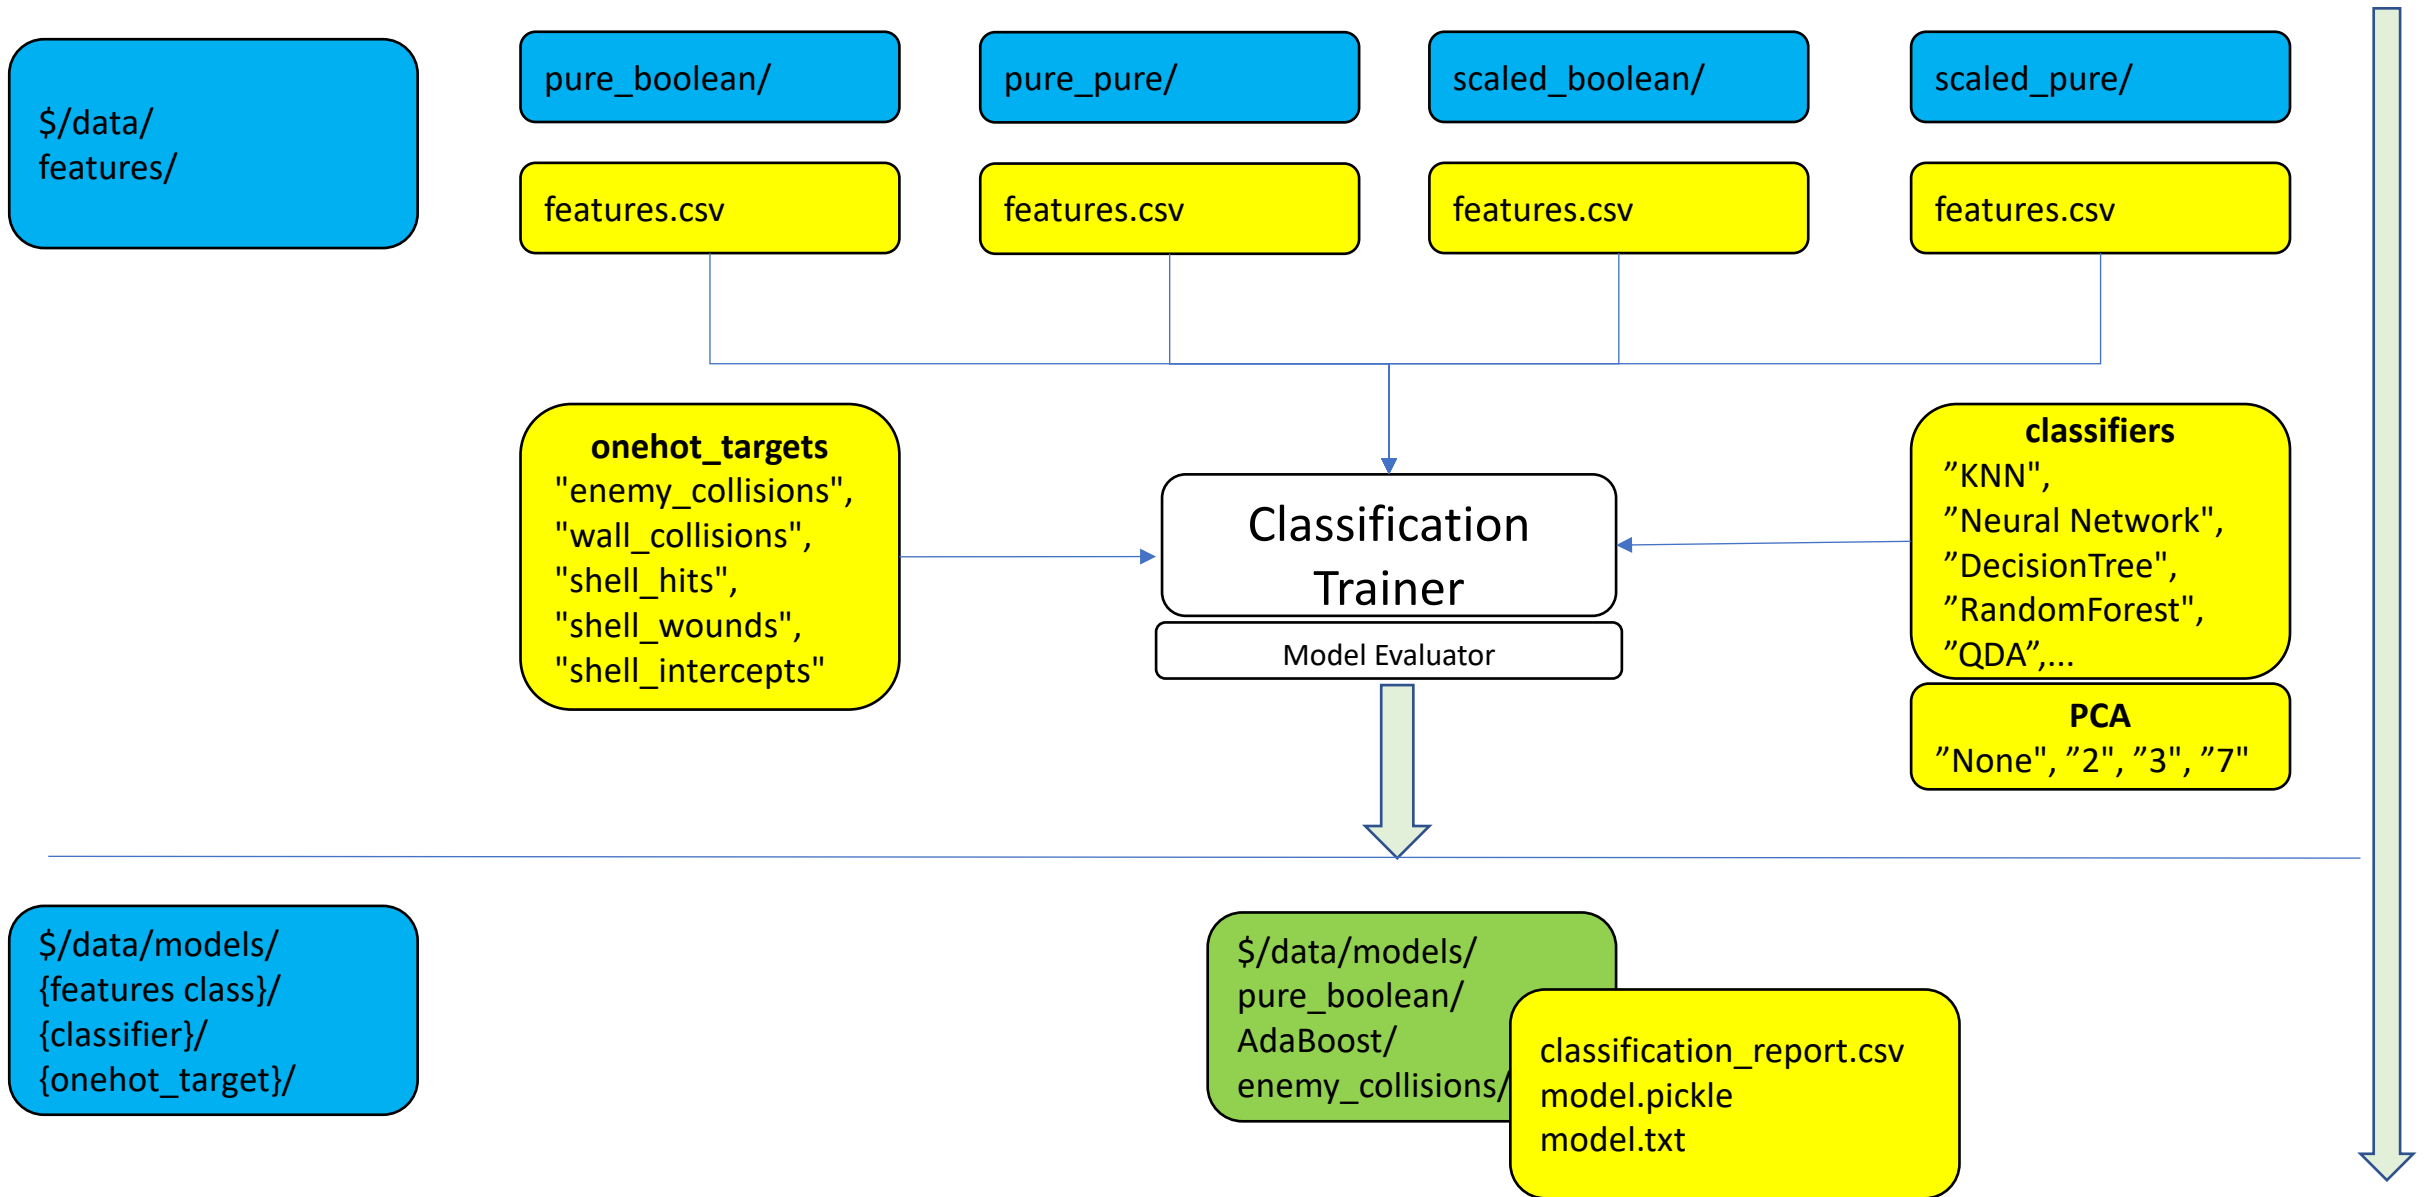 $/data/
features/
pure_boolean/
pure_pure/
scaled_boolean/
scaled_pure/
features.csv
features.csv
features.csv
features.csv
onehot_targets
"enemy_collisions",
"wall_collisions",
"shell_hits",
"shell_wounds",
"shell_intercepts"
Classification
Trainer
Model Evaluator
classifiers
”KNN",
”Neural Network",
”DecisionTree",
”RandomForest",
”QDA”,...
PCA
”None", ”2", ”3", ”7"
$/data/models/
{features class}/
{classifier}/
{onehot_target}/
$/data/models/
pure_boolean/
AdaBoost/
enemy_collisions/
classification_report.csv
model.pickle
model.txt